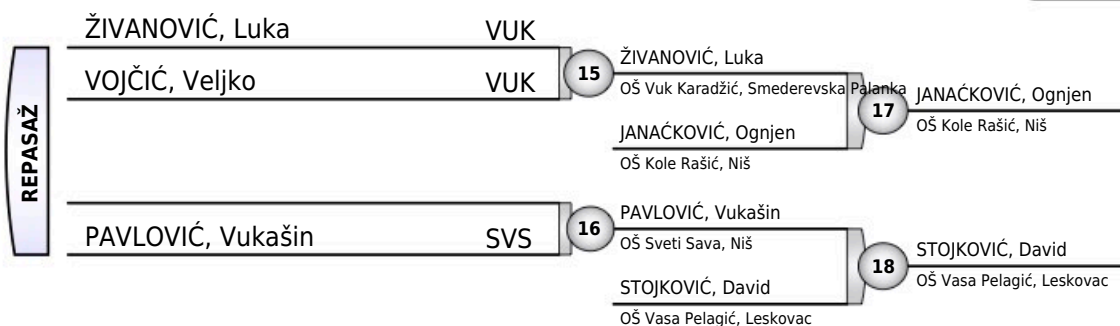 REPASAŽ
ŽIVANOVIĆ, Luka VUK
VOJČIĆ, Veljko VUK
15
ŽIVANOVIĆ, Luka
OŠ Vuk Karadžić, Smederevska Palanka
JANAĆKOVIĆ, Ognjen
OŠ Kole Rašić, Niš
17
JANAĆKOVIĆ, Ognjen
OŠ Kole Rašić, Niš
PAVLOVIĆ, Vukašin SVS
16
PAVLOVIĆ, Vukašin
OŠ Sveti Sava, Niš
STOJKOVIĆ, David
OŠ Vasa Pelagić, Leskovac
18
STOJKOVIĆ, David
OŠ Vasa Pelagić, Leskovac